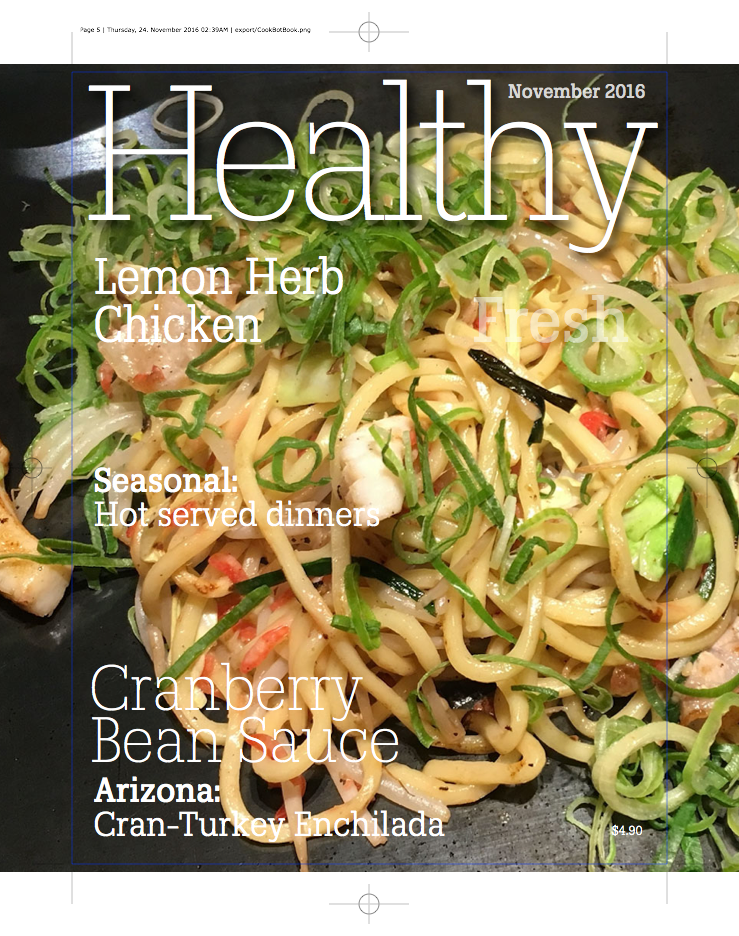 Page 5 | Thursday, 24. November 2016 02:39AM | export/CookBotBook.png
November 2016
Healthy
Lemon Herb
Chicken
Fresh
Seasonal:
Hot served dinners
Cranberry
Bean Sauce
Arizona:
Cran-Turkey Enchilada
$4.90